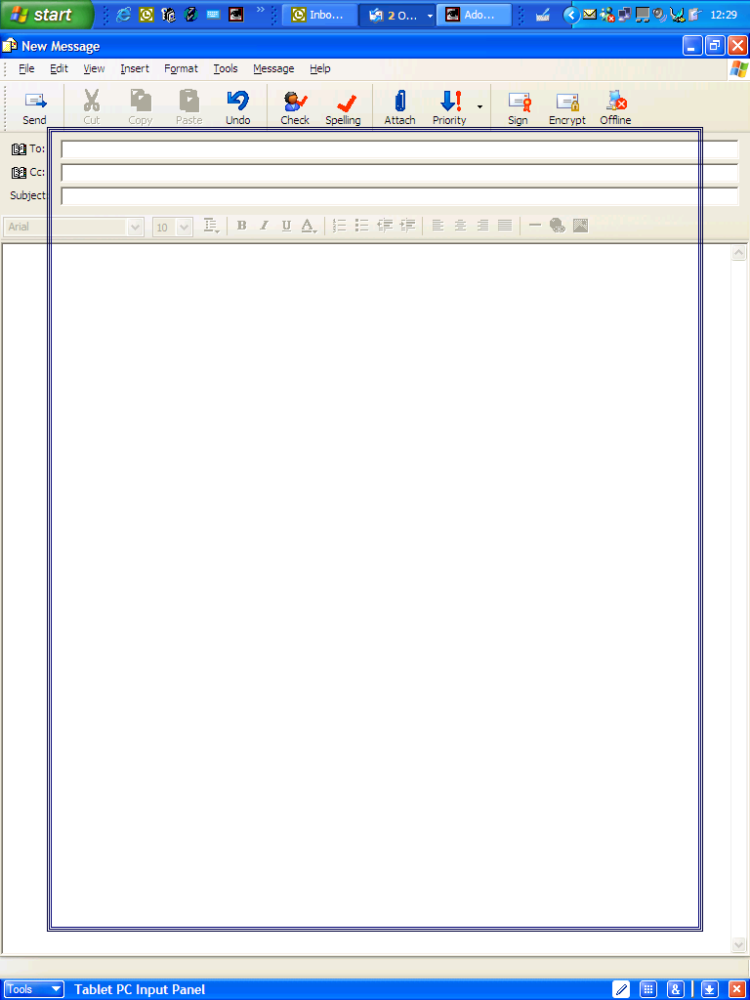 start Inbo... 2 O... Ado... 12:29
New Message
File Edit View Insert Format Tools Message Help
Send Cut Copy Paste Undo Check Spelling Attach Priority Sign Encrypt Offline
To:
Cc:
Subject
Arial 10 B I U A
Tools Tablet PC Input Panel &